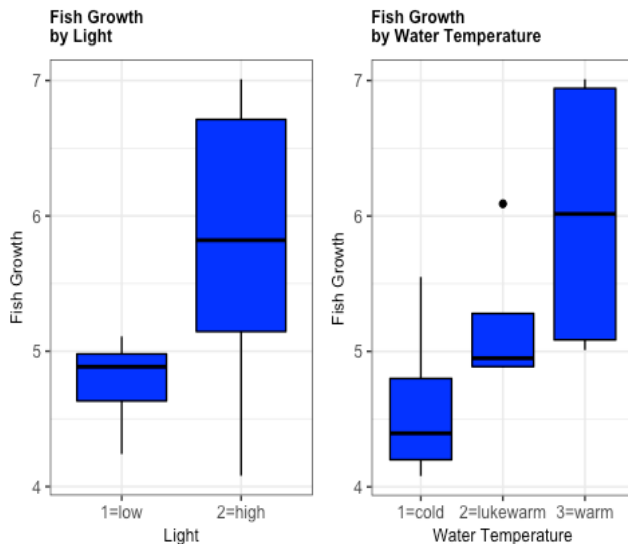 Fish Growth
by Light
Fish Growth
7
6
5
4
1=low 2=high
Light
Fish Growth
by Water Temperature
Fish Growth
7
6
5
4
1=cold 2=lukewarm 3=warm
Water Temperature